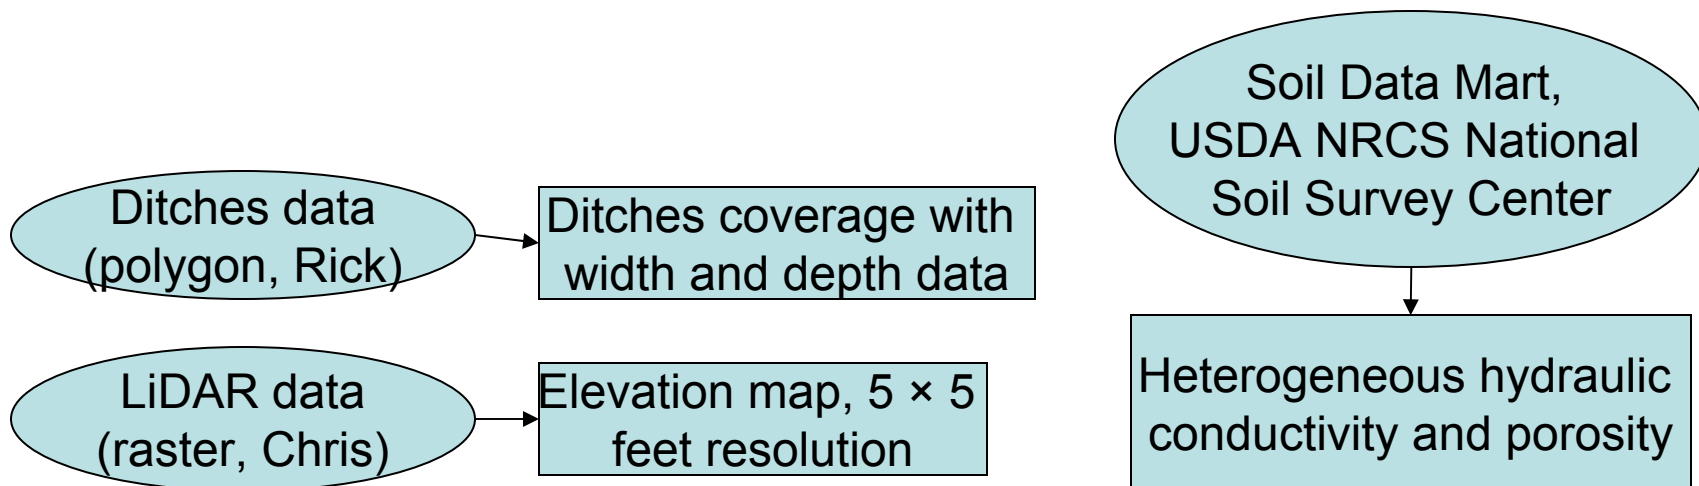 Ditches data
(polygon, Rick)
Ditches coverage with
width and depth data
LiDAR data
(raster, Chris)
Elevation map, 5 × 5
feet resolution
Soil Data Mart,
USDA NRCS National
Soil Survey Center
Heterogeneous hydraulic
conductivity and porosity